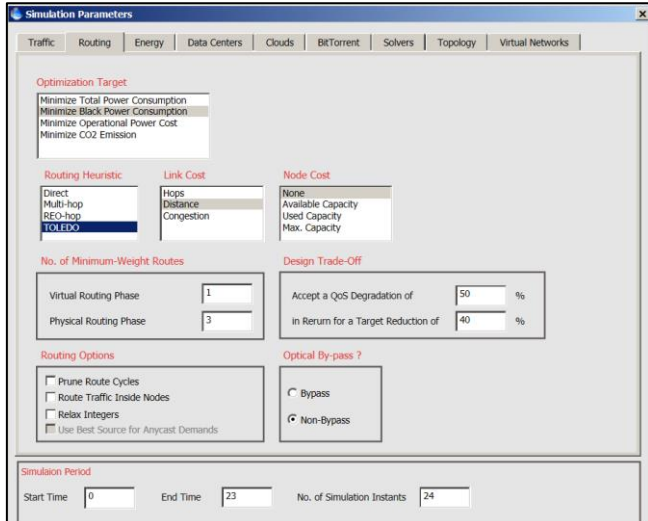 Simulation Parameters
Traffic Routing Energy Data Centers Clouds BitTorrent Solvers Topology Virtual Networks
Optimization Target
Minimize Total Power Consumption
Minimize Black Power Consumption
Minimize Operational Power Cost
Minimize CO2 Emission
Routing Heuristic
Direct
Multi-hop
REO-hop
TOLEDO
Link Cost
Hops
Distance
Congestion
Node Cost
None
Available Capacity
Used Capacity
Max. Capacity
No. of Minimum-Weight Routes
Virtual Routing Phase 1
Physical Routing Phase 3
Design Trade-Off
Accept a QoS Degradation of 50 %
in Rerurn for a Target Reduction of 40 %
Routing Options
Prune Route Cycles
Route Traffic Inside Nodes
Relax Integers
Use Best Source for Anycast Demands
Optical By-pass ?
Bypass
Non-Bypass
Simulaion Period
Start Time 0 End Time 23 No. of Simulation Instants 24